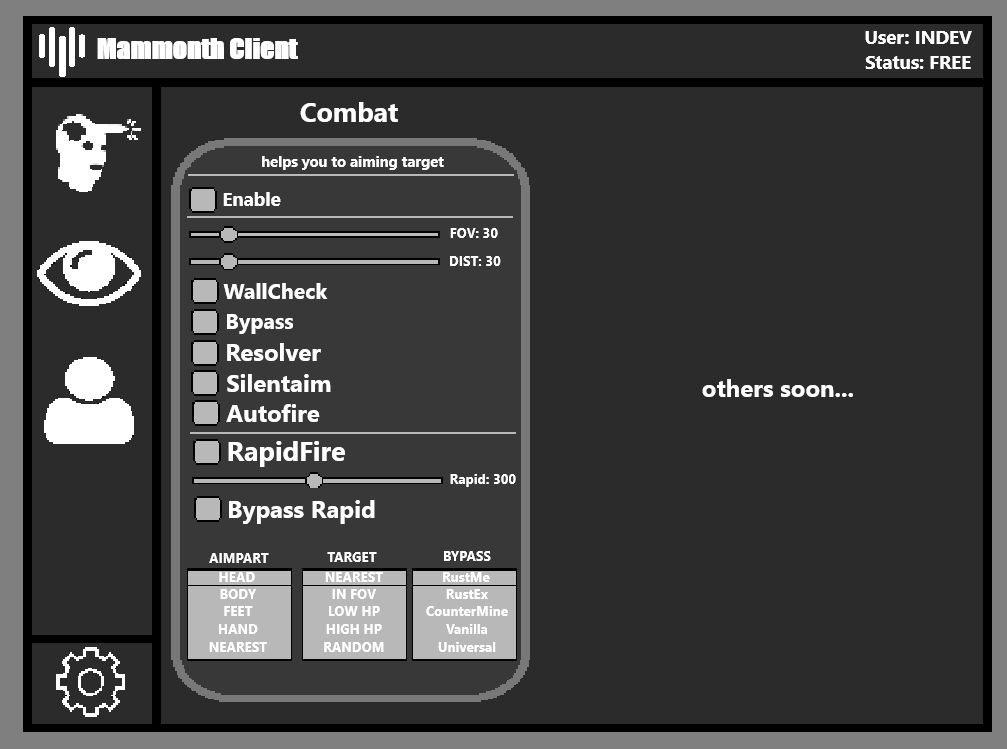 Mammonth Client
User: INDEV
Status: FREE
Combat
helps you to aiming target
Enable
FOV: 30
DIST: 30
WallCheck
Bypass
Resolver
Silentaim
Autofire
RapidFire
Rapid: 300
Bypass Rapid
AIMPART
HEAD
BODY
FEET
HAND
NEAREST
TARGET
NEAREST
IN FOV
LOW HP
HIGH HP
RANDOM
BYPASS
RustMe
RustEx
CounterMine
Vanilla
Universal
others soon...